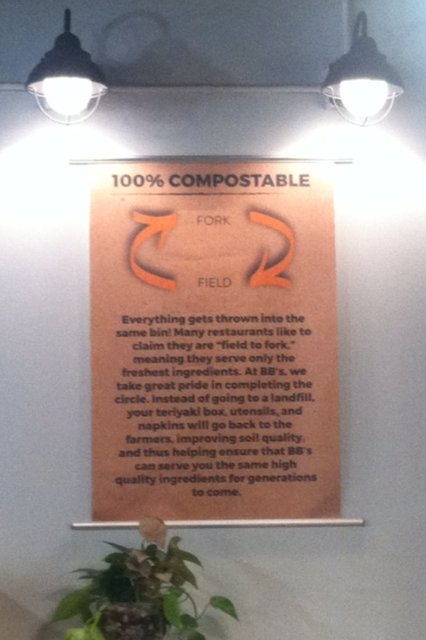 100% COMPOSTABLE
FORK
FIELD
Everything gets thrown into the
same bin! Many restaurants like to
claim they are "field to fork,"
meaning they serve only the
freshest ingredients. At BB's, we
take great pride in completing the
circle. Instead of going to a landfill,
your teriyaki box, utensils, and
napkins will go back to the
farmers, improving soil quality,
and thus helping ensure that BB's
can serve you the same high
quality ingredients for generations
to come.